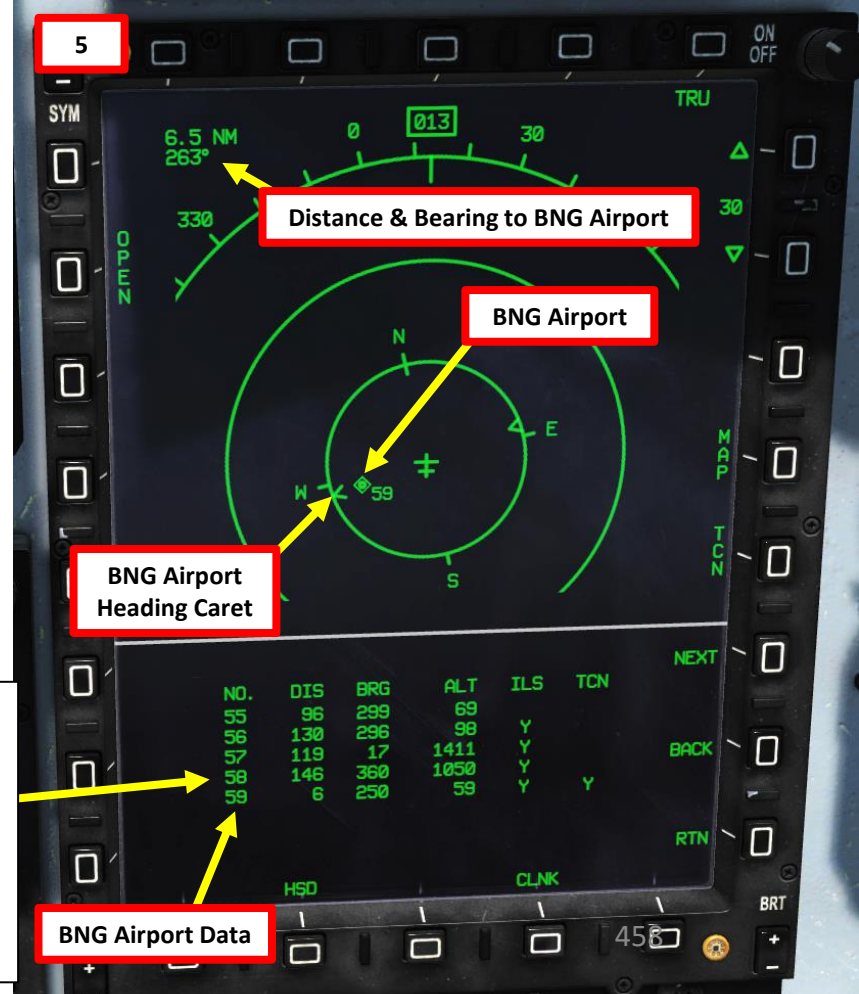 5
ON
OFF
SYM
TRU
6.5 NM
263°
0
013
30
330
30
Distance & Bearing to BNG Airport
OPEN
BNG Airport
N
E
W
59
S
MAP
TCN
BNG Airport
Heading Caret
NEXT
NO. DIS BRG ALT ILS TCN
55 96 299 69
56 130 296 98 Y
57 119 17 1411 Y
58 146 360 1050 Y
59 6 250 59 Y Y
BACK
RTN
HSD
CLNK
BRT
BNG Airport Data
458
+
+
-